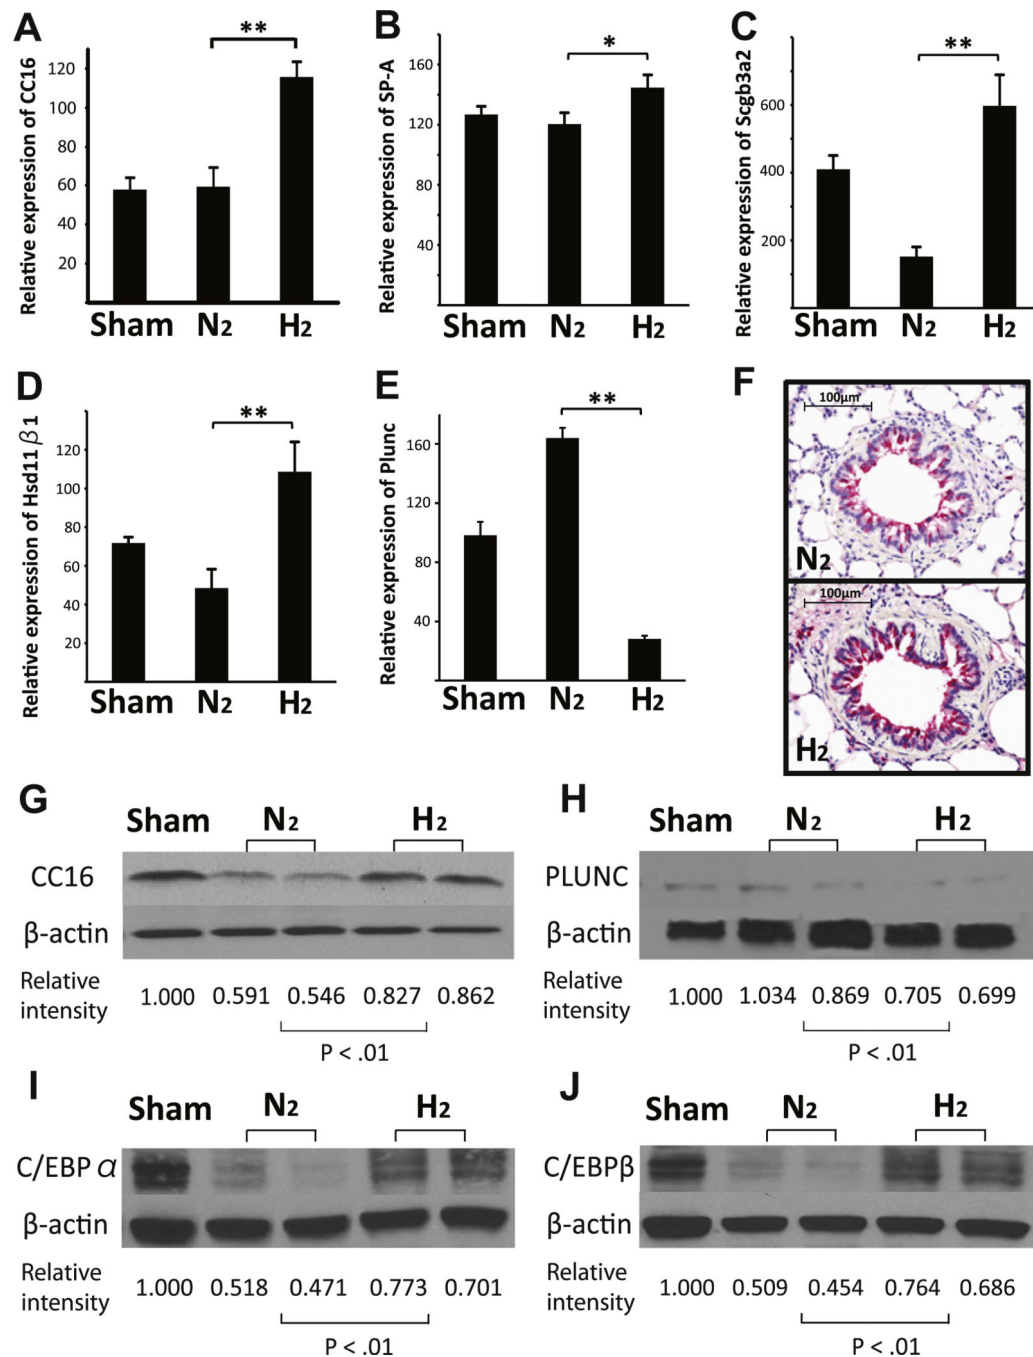 A
Relative expression of CC16
120
100
80
60
40
20
**
Sham N2 H2
B
Relative expression of SP-A
160
120
80
40
*
Sham N2 H2
C
Relative expression of Scgb3a2
600
400
200
**
Sham N2 H2
D
Relative expression of Hsd11β1
120
100
80
60
40
20
**
Sham N2 H2
E
Relative expression of Plunc
160
120
80
40
**
Sham N2 H2
F
100μm
N2
100μm
H2
G
Sham N2 H2
CC16
β-actin
Relative
intensity
1.000 0.591 0.546 0.827 0.862
P < .01
H
Sham N2 H2
PLUNC
β-actin
Relative
intensity
1.000 1.034 0.869 0.705 0.699
P < .01
I
Sham N2 H2
C/EBP α
β-actin
Relative
intensity
1.000 0.518 0.471 0.773 0.701
P < .01
J
Sham N2 H2
C/EBPβ
β-actin
Relative
intensity
1.000 0.509 0.454 0.764 0.686
P < .01